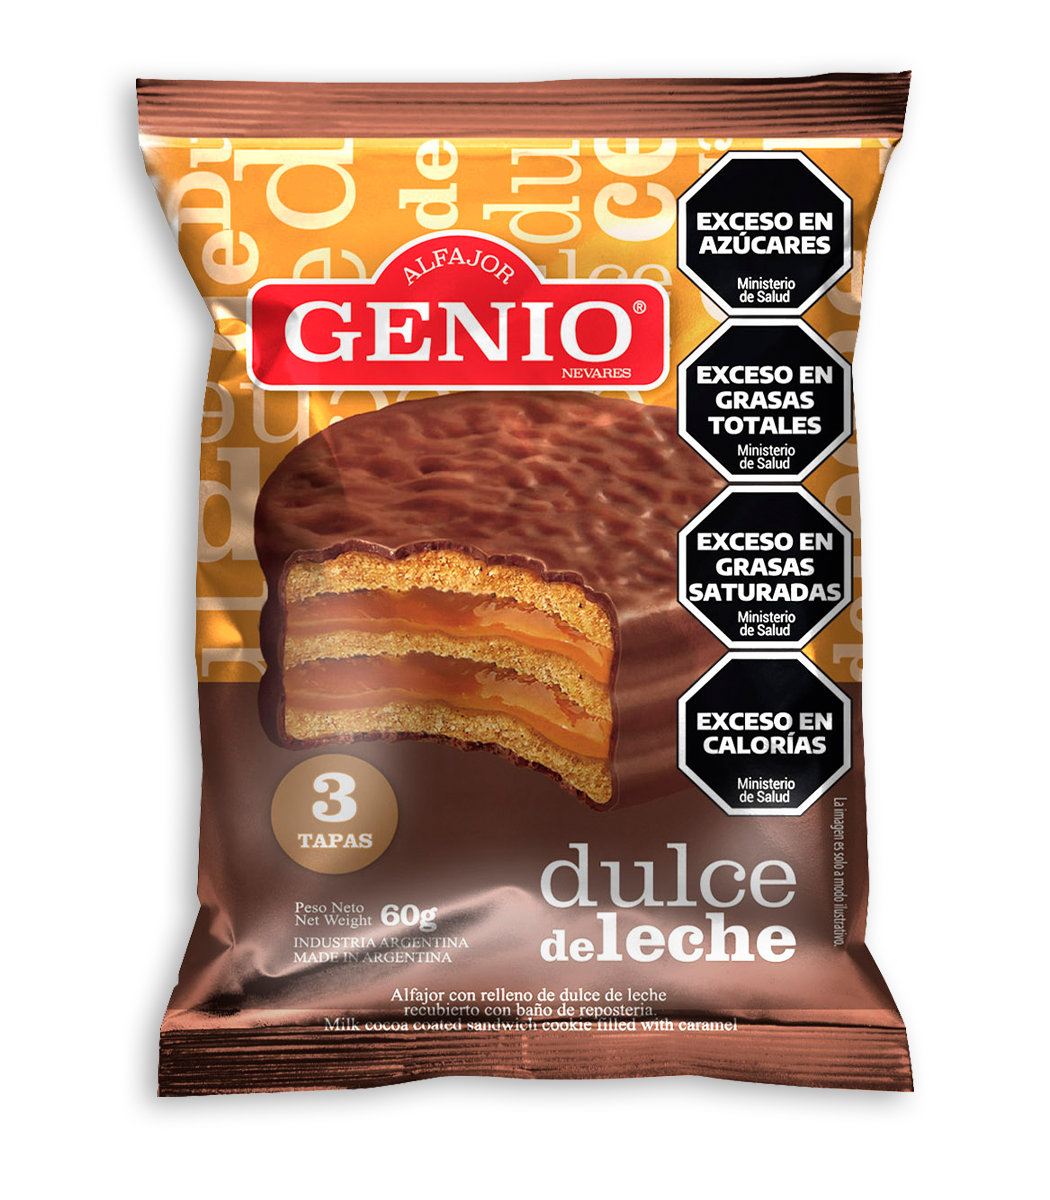 ALFAJOR
GENIO®
NEVARES
EXCESO EN
AZÚCARES
Ministerio
de Salud
EXCESO EN
GRASAS
TOTALES
Ministerio
de Salud
EXCESO EN
GRASAS
SATURADAS
Ministerio
de Salud
EXCESO EN
CALORÍAS
Ministerio
de Salud
3
TAPAS
dulce
de leche
Peso Neto
Net Weight 60g
INDUSTRIA ARGENTINA
MADE IN ARGENTINA
La imagen es solo a modo ilustrativo.
Alfajor con relleno de dulce de leche
recubierto con baño de repostería.
Milk cocoa coated sandwich cookie filled with caramel